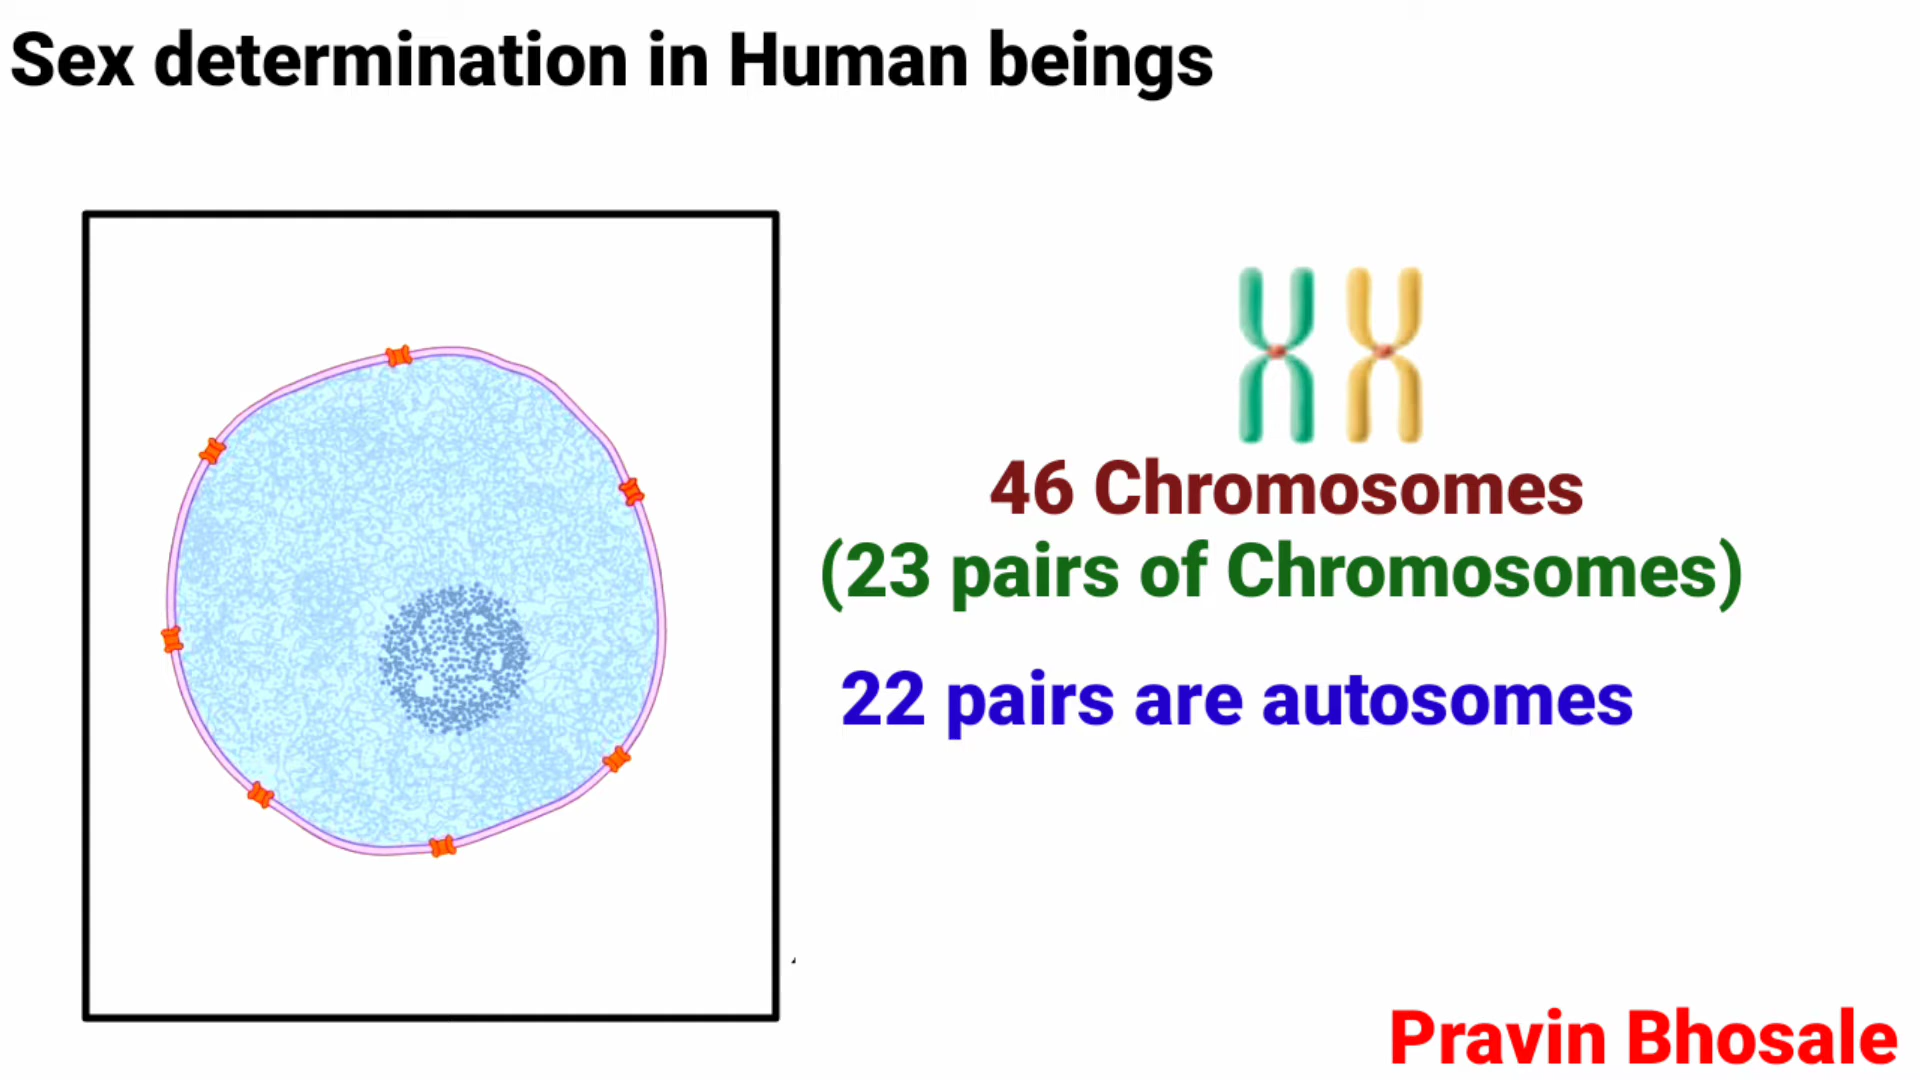 Sex determination in Human beings
46 Chromosomes
(23 pairs of Chromosomes)
22 pairs are autosomes
Pravin Bhosale